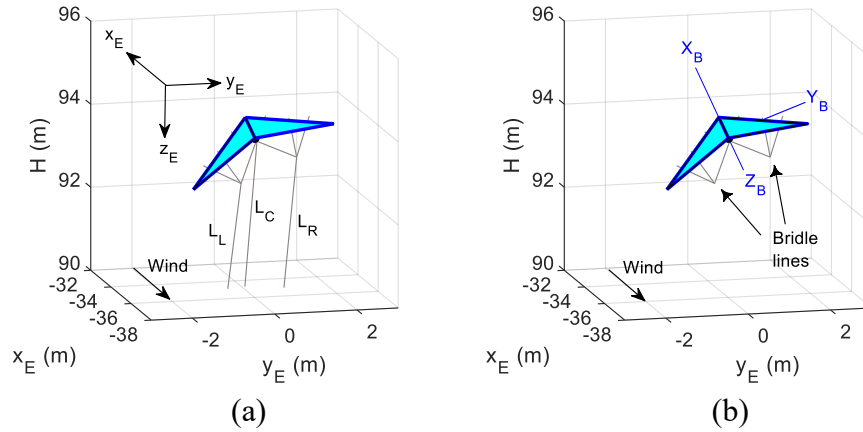 96
94
92
90
H (m)
x_E
y_E
z_E
L_L
L_C
L_R
Wind
-32
-34
-36
-38
x_E (m)
-2
0
2
y_E (m)
(a)
96
94
92
90
H (m)
X_B
Y_B
Z_B
Bridle
lines
Wind
-32
-34
-36
-38
x_E (m)
-2
0
2
y_E (m)
(b)